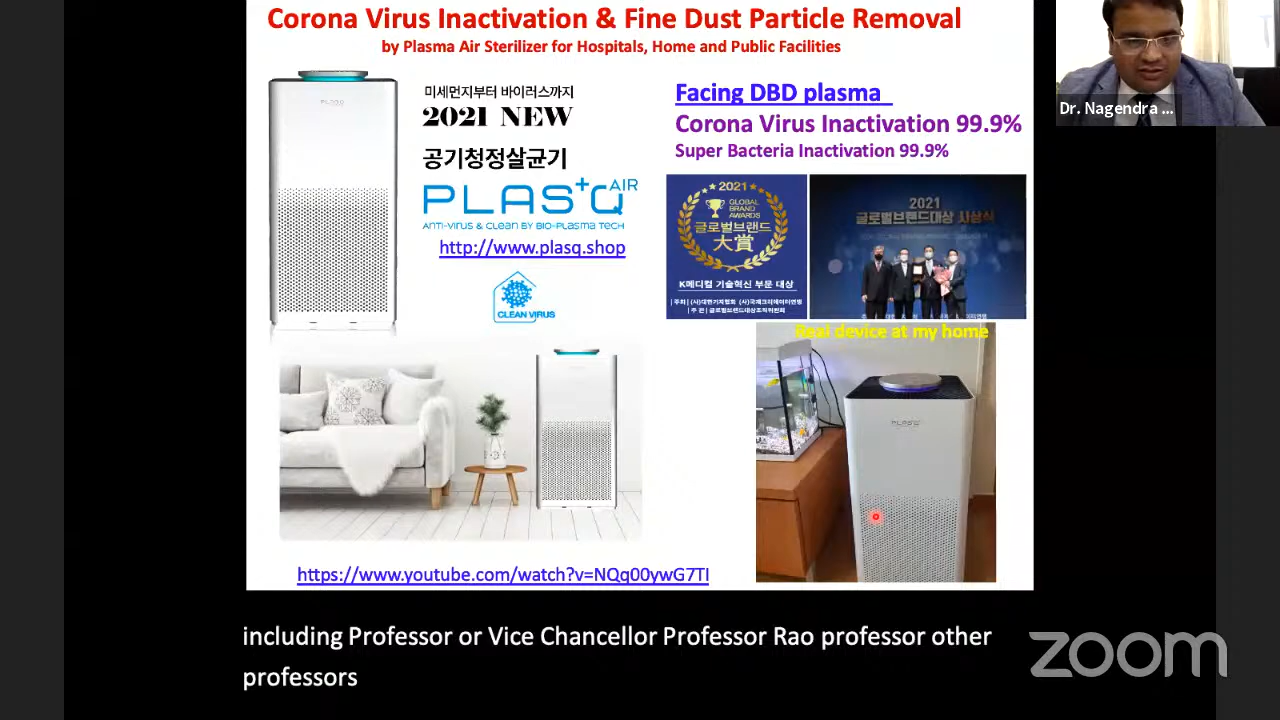 Corona Virus Inactivation & Fine Dust Particle Removal
by Plasma Air Sterilizer for Hospitals, Home and Public Facilities
미세먼지부터 바이러스까지
2021 NEW
공기청정살균기
PLAS+Q AIR
ANTI-VIRUS & CLEAN BY BIO-PLASMA TECH
http://www.plasq.shop
CLEAN VIRUS
Facing DBD plasma
Corona Virus Inactivation 99.9%
Super Bacteria Inactivation 99.9%
2021
GLOBAL
BRAND
AWARDS
글로벌브랜드
大賞
K메디컬 기술혁신 부문 대상
2021
글로벌브랜드대상 시상식
Real device at my home
PLASQ
PLASQ
https://www.youtube.com/watch?v=NQq00ywG7TI
Dr. Nagendra ...
including Professor or Vice Chancellor Professor Rao professor other
professors
zoom